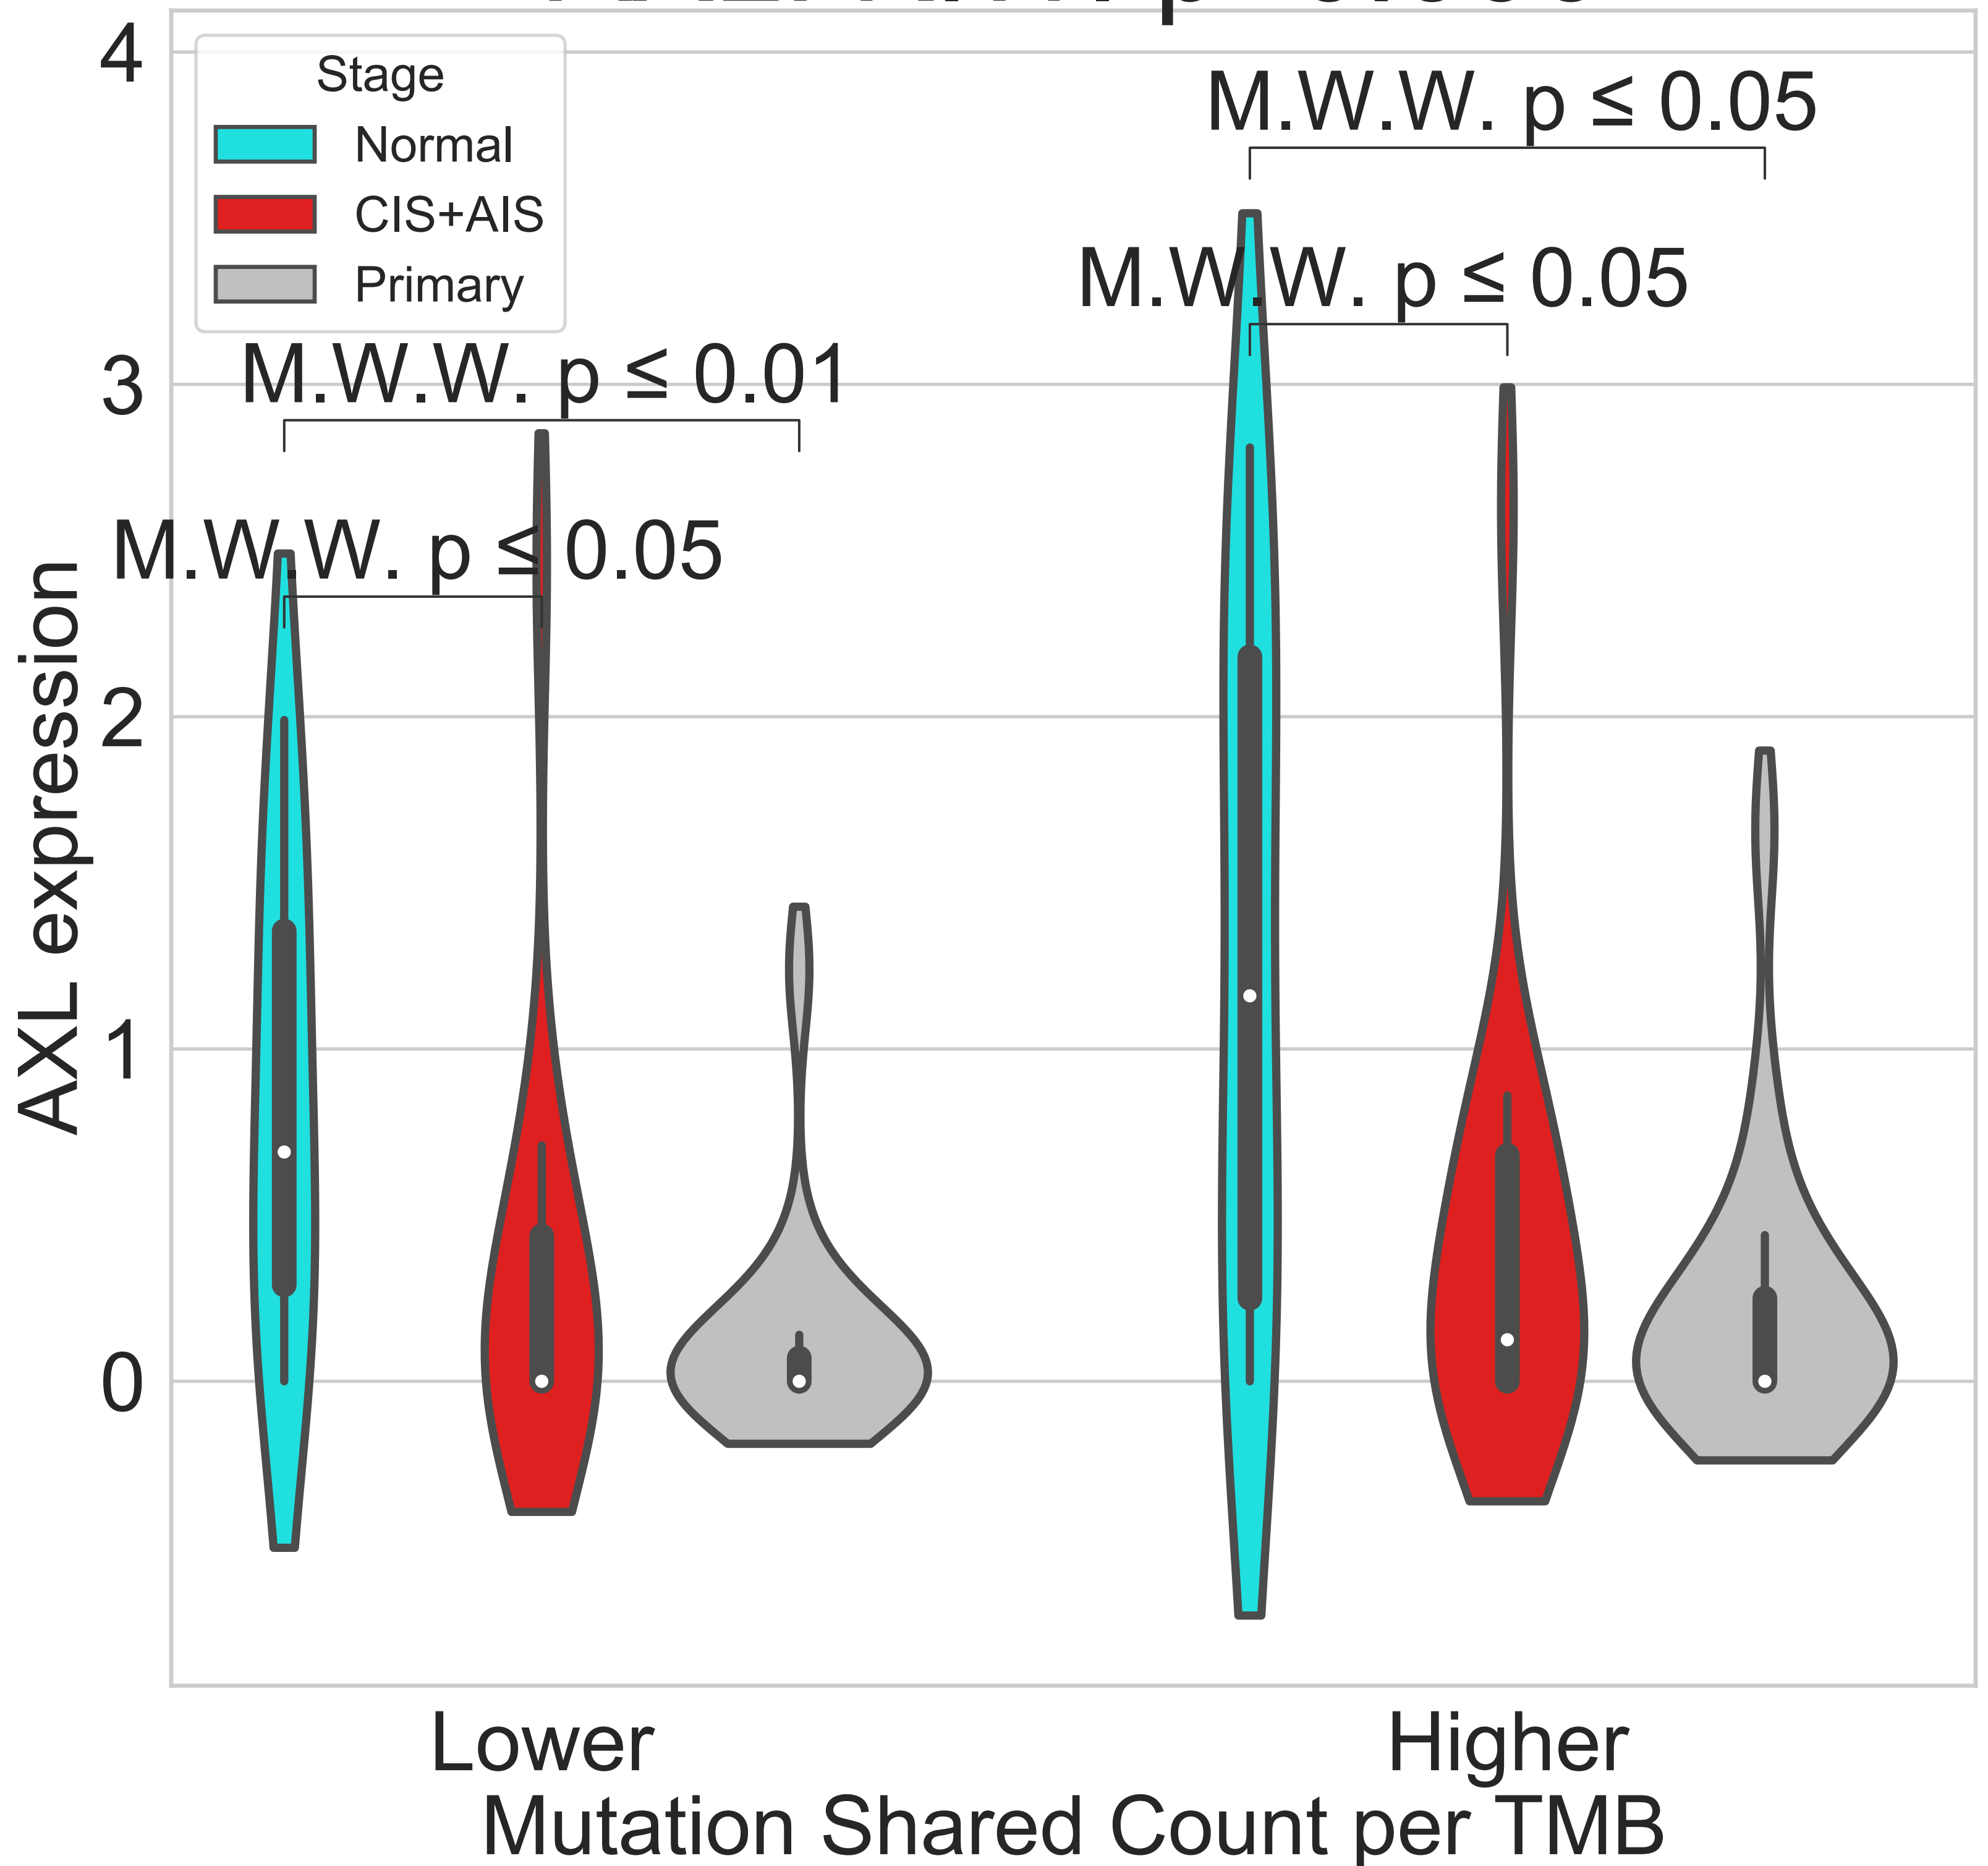 4
M.W.W. p ≤ 0.05
Stage
Normal
CIS+AIS
Primary
M.W.W. p ≤ 0.05
3
M.W.W. p ≤ 0.01
M.W.W. p ≤ 0.05
2
1
0
AXL expression
Lower
Higher
Mutation Shared Count per TMB